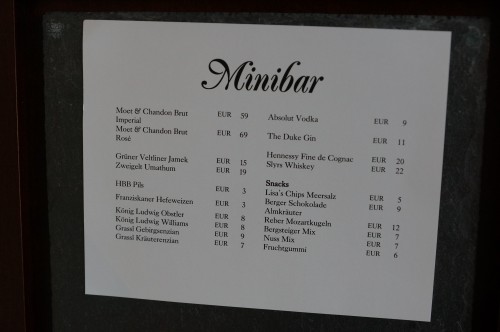 Minibar
Moet & Chandon Brut Imperial EUR 59
Moet & Chandon Brut Rosé EUR 69
Grüner Veltliner Jamek EUR 15
Zweigelt Umathum EUR 19
HBB Pils EUR 3
Franziskaner Hefeweizen EUR 3
König Ludwig Obstler EUR 8
König Ludwig Williams EUR 8
Grassl Gebirgsenzian EUR 9
Grassl Kräuterenzian EUR 7
Absolut Vodka EUR 9
The Duke Gin EUR 11
Hennessy Fine de Cognac EUR 20
Slyrs Whiskey EUR 22
Snacks
Lisa's Chips Meersalz EUR 5
Berger Schokolade EUR 9
Almkräuter
Reber Mozartkugeln EUR 12
Bergsteiger Mix EUR 7
Nuss Mix EUR 7
Fruchtgummi EUR 6